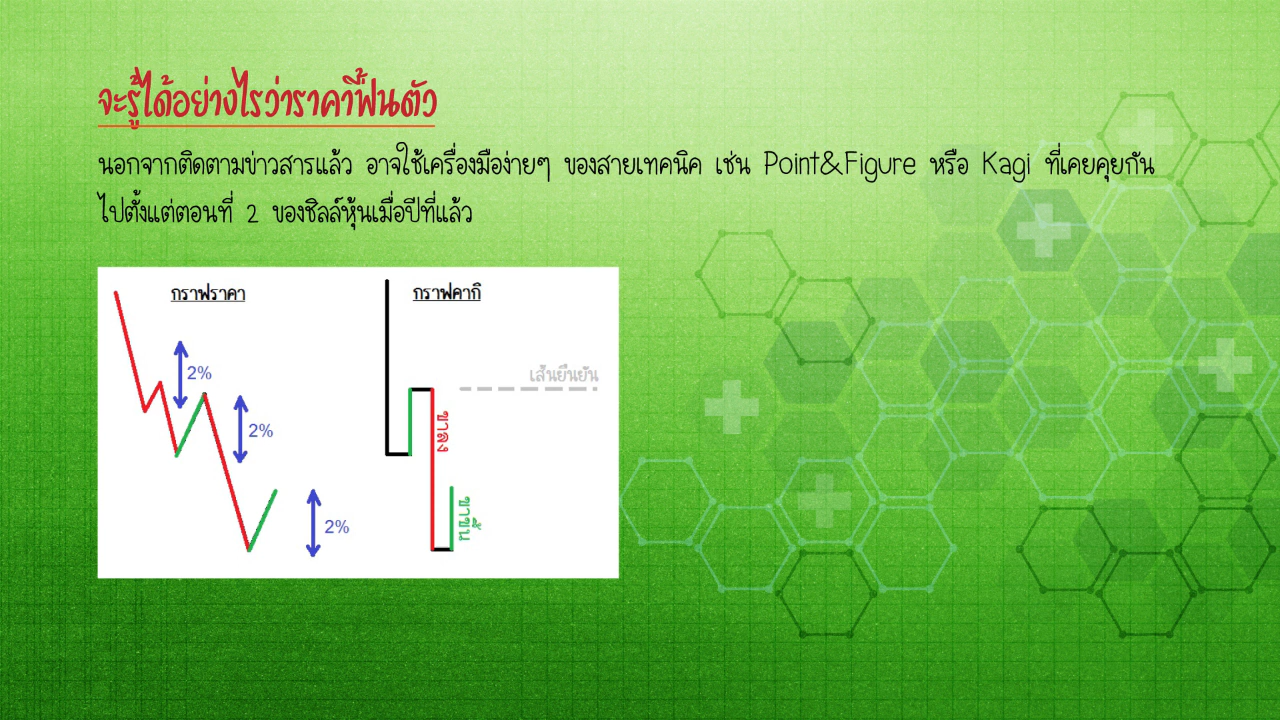 จะรู้ได้อย่างไรว่าราคาฟื้นตัว
นอกจากติดตามข่าวสารแล้ว อาจใช้เครื่องมือง่ายๆ ของสายเทคนิค เช่น Point&Figure หรือ Kagi ที่เคยคุยกัน
ไปตั้งแต่ตอนที่ 2 ของชิลล์หุ้นเมื่อปีที่แล้ว
กราฟราคา
กราฟคากิ
2%
เส้นยืนยัน
2%
ขาลง
2%
ขาขึ้น